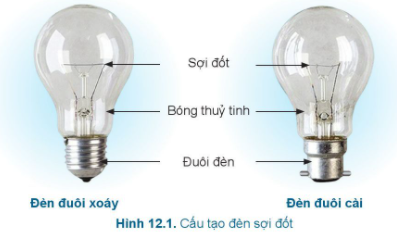 Sợi đốt
Bóng thuỷ tinh
Đuôi đèn
Đèn đuôi xoáy
Đèn đuôi cài
Hình 12.1. Cấu tạo đèn sợi đốt